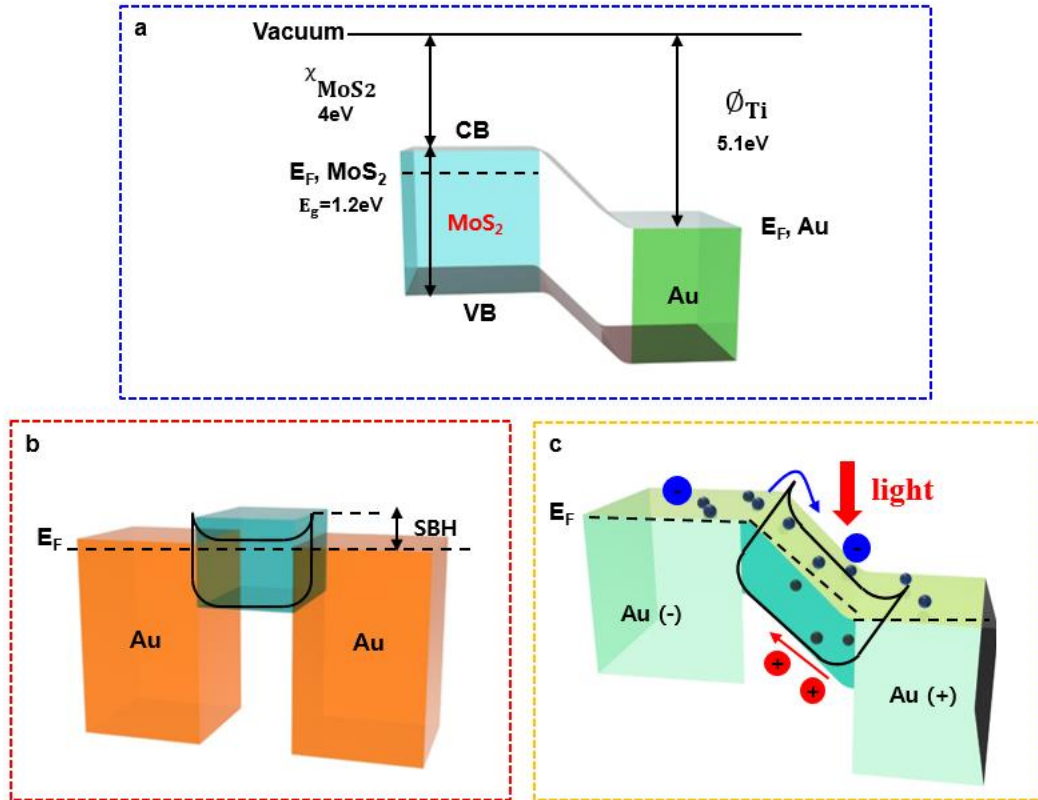 a
Vacuum
χ
MoS2
4eV
∅Ti
5.1eV
CB
EF, MoS2
Eg=1.2eV
MoS2
EF, Au
Au
VB
b
EF
SBH
Au
Au
c
light
-
EF
-
Au (-)
+
+
Au (+)